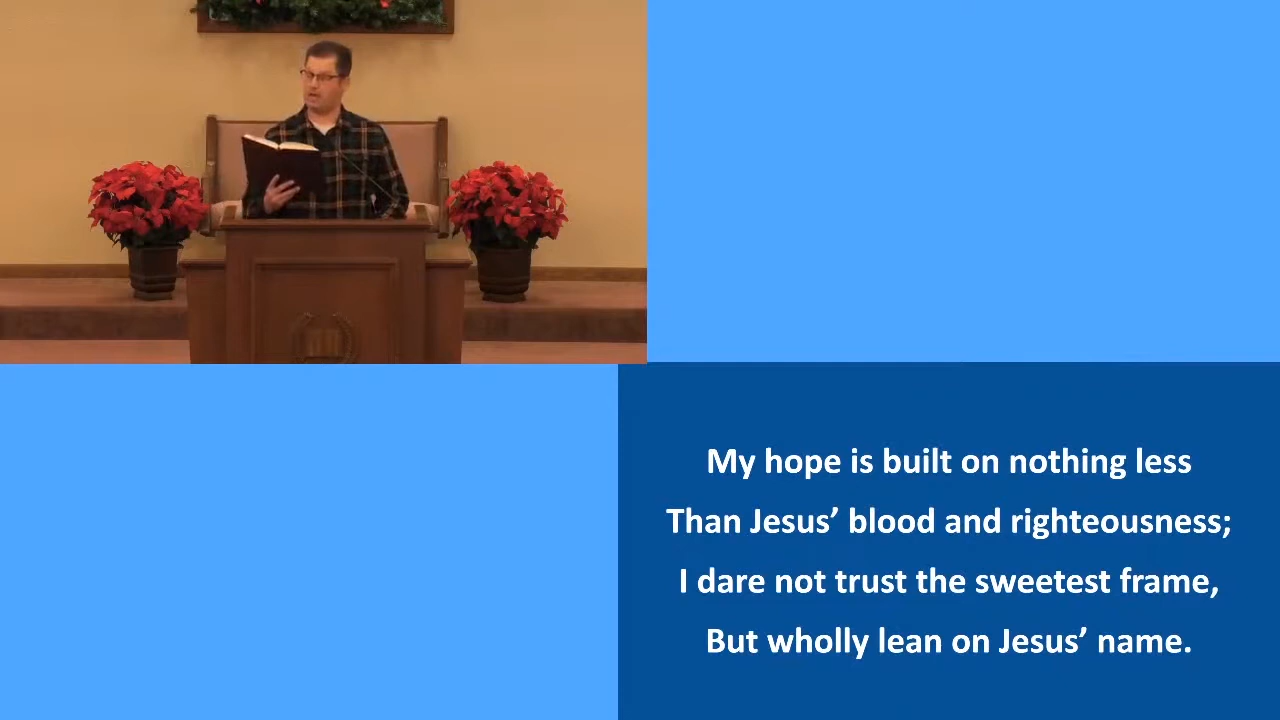 My hope is built on nothing less
Than Jesus’ blood and righteousness;
I dare not trust the sweetest frame,
But wholly lean on Jesus’ name.